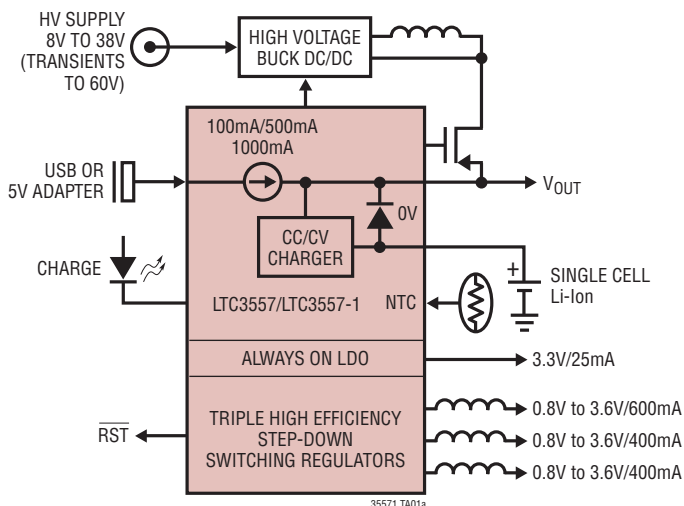 HV SUPPLY
8V TO 38V
(TRANSIENTS
TO 60V)
HIGH VOLTAGE
BUCK DC/DC
100mA/500mA
1000mA
USB OR
5V ADAPTER
VOUT
0V
CC/CV
CHARGER
CHARGE
LTC3557/LTC3557-1
NTC
+
SINGLE CELL
Li-Ion
ALWAYS ON LDO
3.3V/25mA
TRIPLE HIGH EFFICIENCY
STEP-DOWN
SWITCHING REGULATORS
RST
0.8V to 3.6V/600mA
0.8V to 3.6V/400mA
0.8V to 3.6V/400mA
35571 TA01a